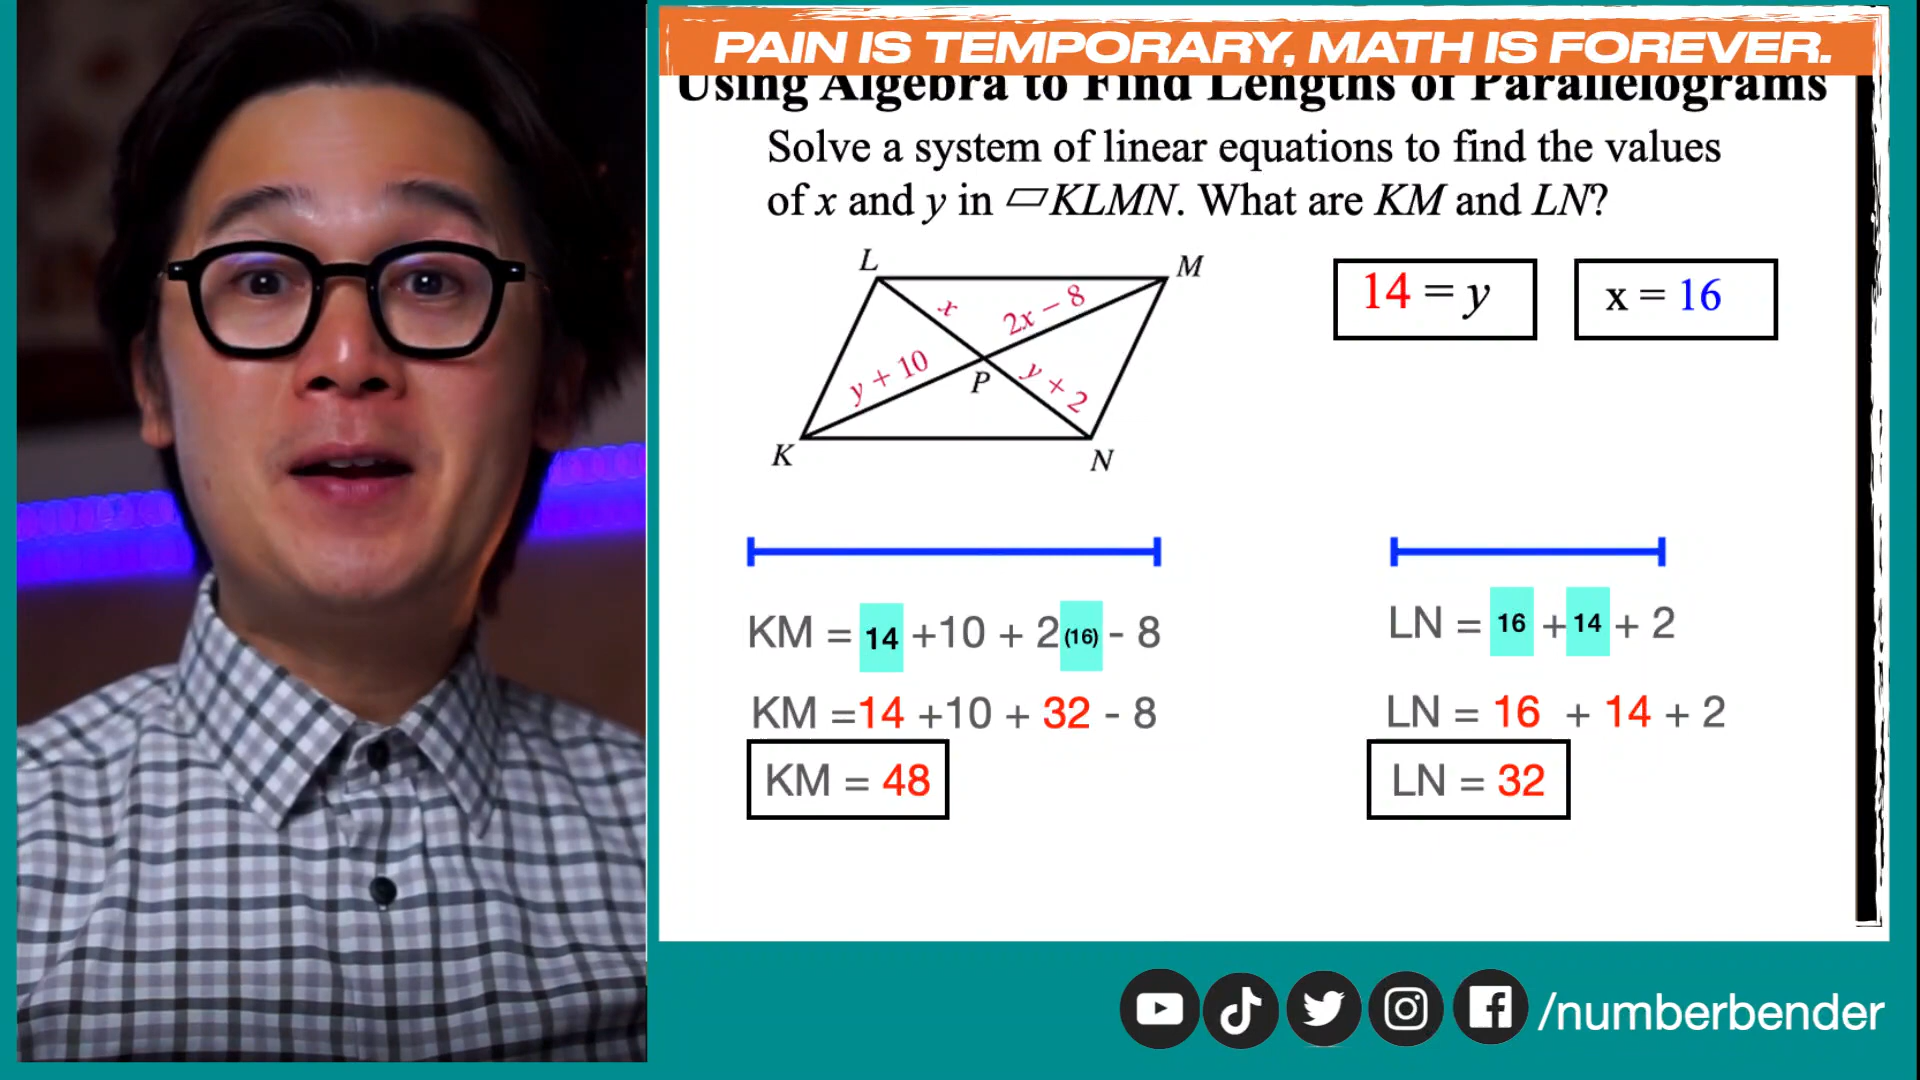 PAIN IS TEMPORARY, MATH IS FOREVER.
Using Algebra to Find Lengths of Parallelograms
Solve a system of linear equations to find the values
of x and y in ▱KLMN. What are KM and LN?
L
M
x
2x − 8
y + 10
P
y + 2
K
N
14 = y
x = 16
KM = 14 +10 + 2(16) - 8
KM =14 +10 + 32 - 8
KM = 48
LN = 16 +14 + 2
LN = 16 + 14 + 2
LN = 32
/numberbender